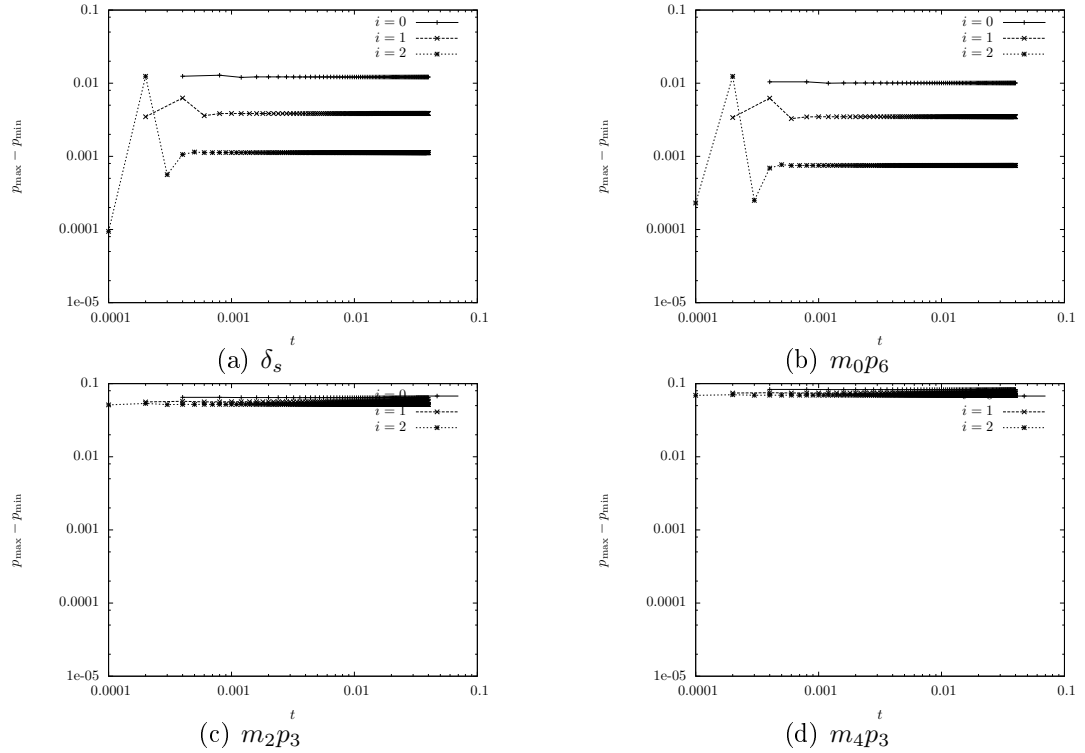 0.1
0.01
0.001
0.0001
1e-05
0.0001
0.001
0.01
0.1
p_max − p_min
t
i = 0
i = 1
i = 2
(a) δ_s
0.1
0.01
0.001
0.0001
1e-05
0.0001
0.001
0.01
0.1
p_max − p_min
t
i = 0
i = 1
i = 2
(b) m_0p_6
0.1
0.01
0.001
0.0001
1e-05
0.0001
0.001
0.01
0.1
p_max − p_min
t
i = 0
i = 1
i = 2
(c) m_2p_3
0.1
0.01
0.001
0.0001
1e-05
0.0001
0.001
0.01
0.1
p_max − p_min
t
i = 2
(d) m_4p_3